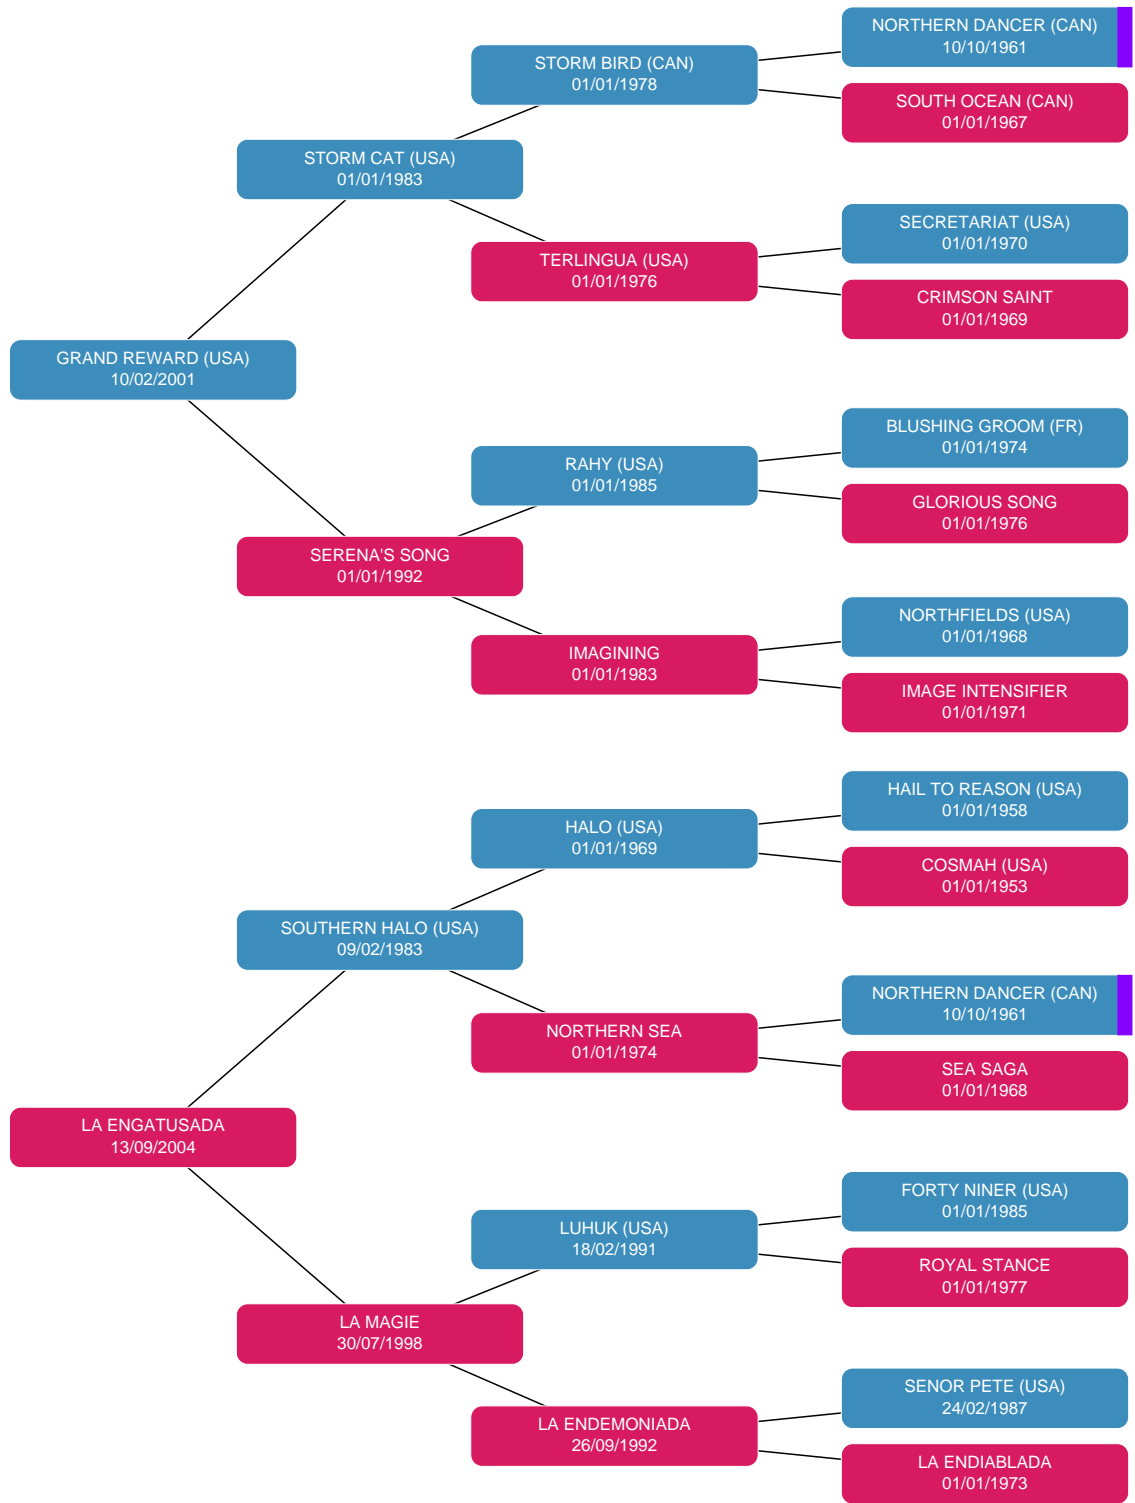 NORTHERN DANCER (CAN)
10/10/1961
STORM BIRD (CAN)
01/01/1978
SOUTH OCEAN (CAN)
01/01/1967
STORM CAT (USA)
01/01/1983
SECRETARIAT (USA)
01/01/1970
TERLINGUA (USA)
01/01/1976
CRIMSON SAINT
01/01/1969
GRAND REWARD (USA)
10/02/2001
BLUSHING GROOM (FR)
01/01/1974
RAHY (USA)
01/01/1985
GLORIOUS SONG
01/01/1976
SERENA'S SONG
01/01/1992
NORTHFIELDS (USA)
01/01/1968
IMAGINING
01/01/1983
IMAGE INTENSIFIER
01/01/1971
HAIL TO REASON (USA)
01/01/1958
HALO (USA)
01/01/1969
COSMAH (USA)
01/01/1953
SOUTHERN HALO (USA)
09/02/1983
NORTHERN DANCER (CAN)
10/10/1961
NORTHERN SEA
01/01/1974
SEA SAGA
01/01/1968
LA ENGATUSADA
13/09/2004
FORTY NINER (USA)
01/01/1985
LUHUK (USA)
18/02/1991
ROYAL STANCE
01/01/1977
LA MAGIE
30/07/1998
SENOR PETE (USA)
24/02/1987
LA ENDEMONIADA
26/09/1992
LA ENDIABLADA
01/01/1973